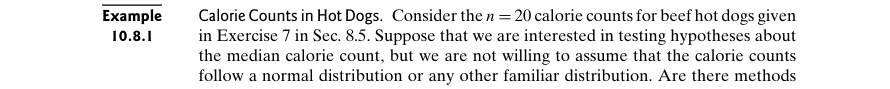 Example
10.8.1
Calorie Counts in Hot Dogs. Consider the n = 20 calorie counts for beef hot dogs given
in Exercise 7 in Sec. 8.5. Suppose that we are interested in testing hypotheses about
the median calorie count, but we are not willing to assume that the calorie counts
follow a normal distribution or any other familiar distribution. Are there methods